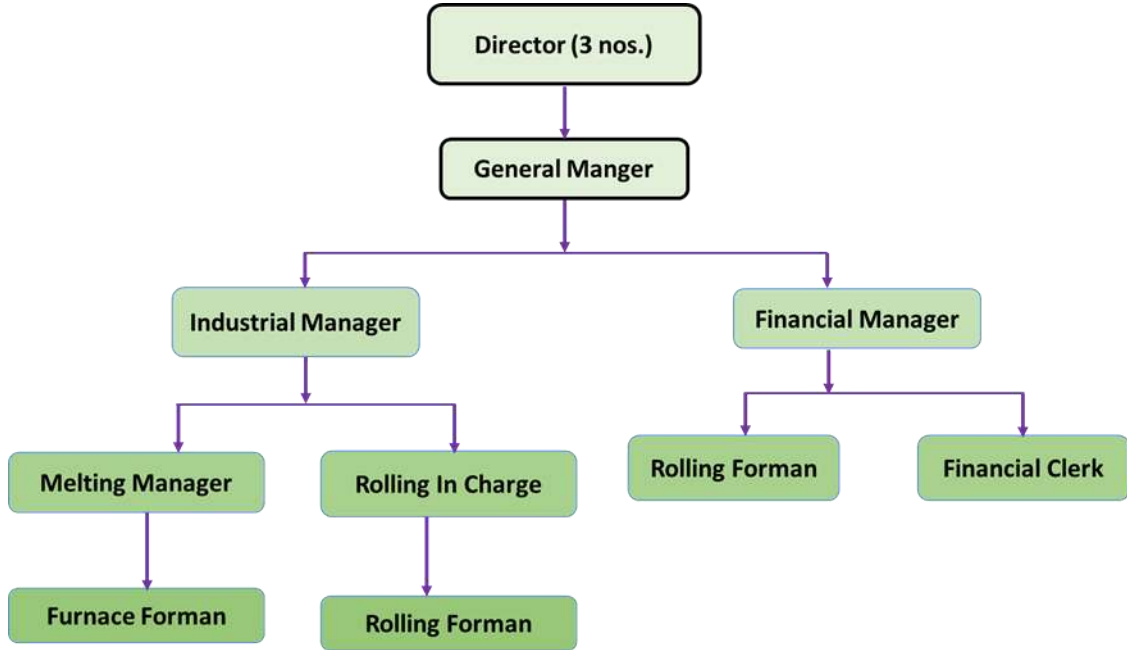 Director (3 nos.)
General Manger
Industrial Manager
Financial Manager
Melting Manager
Rolling In Charge
Rolling Forman
Financial Clerk
Furnace Forman
Rolling Forman